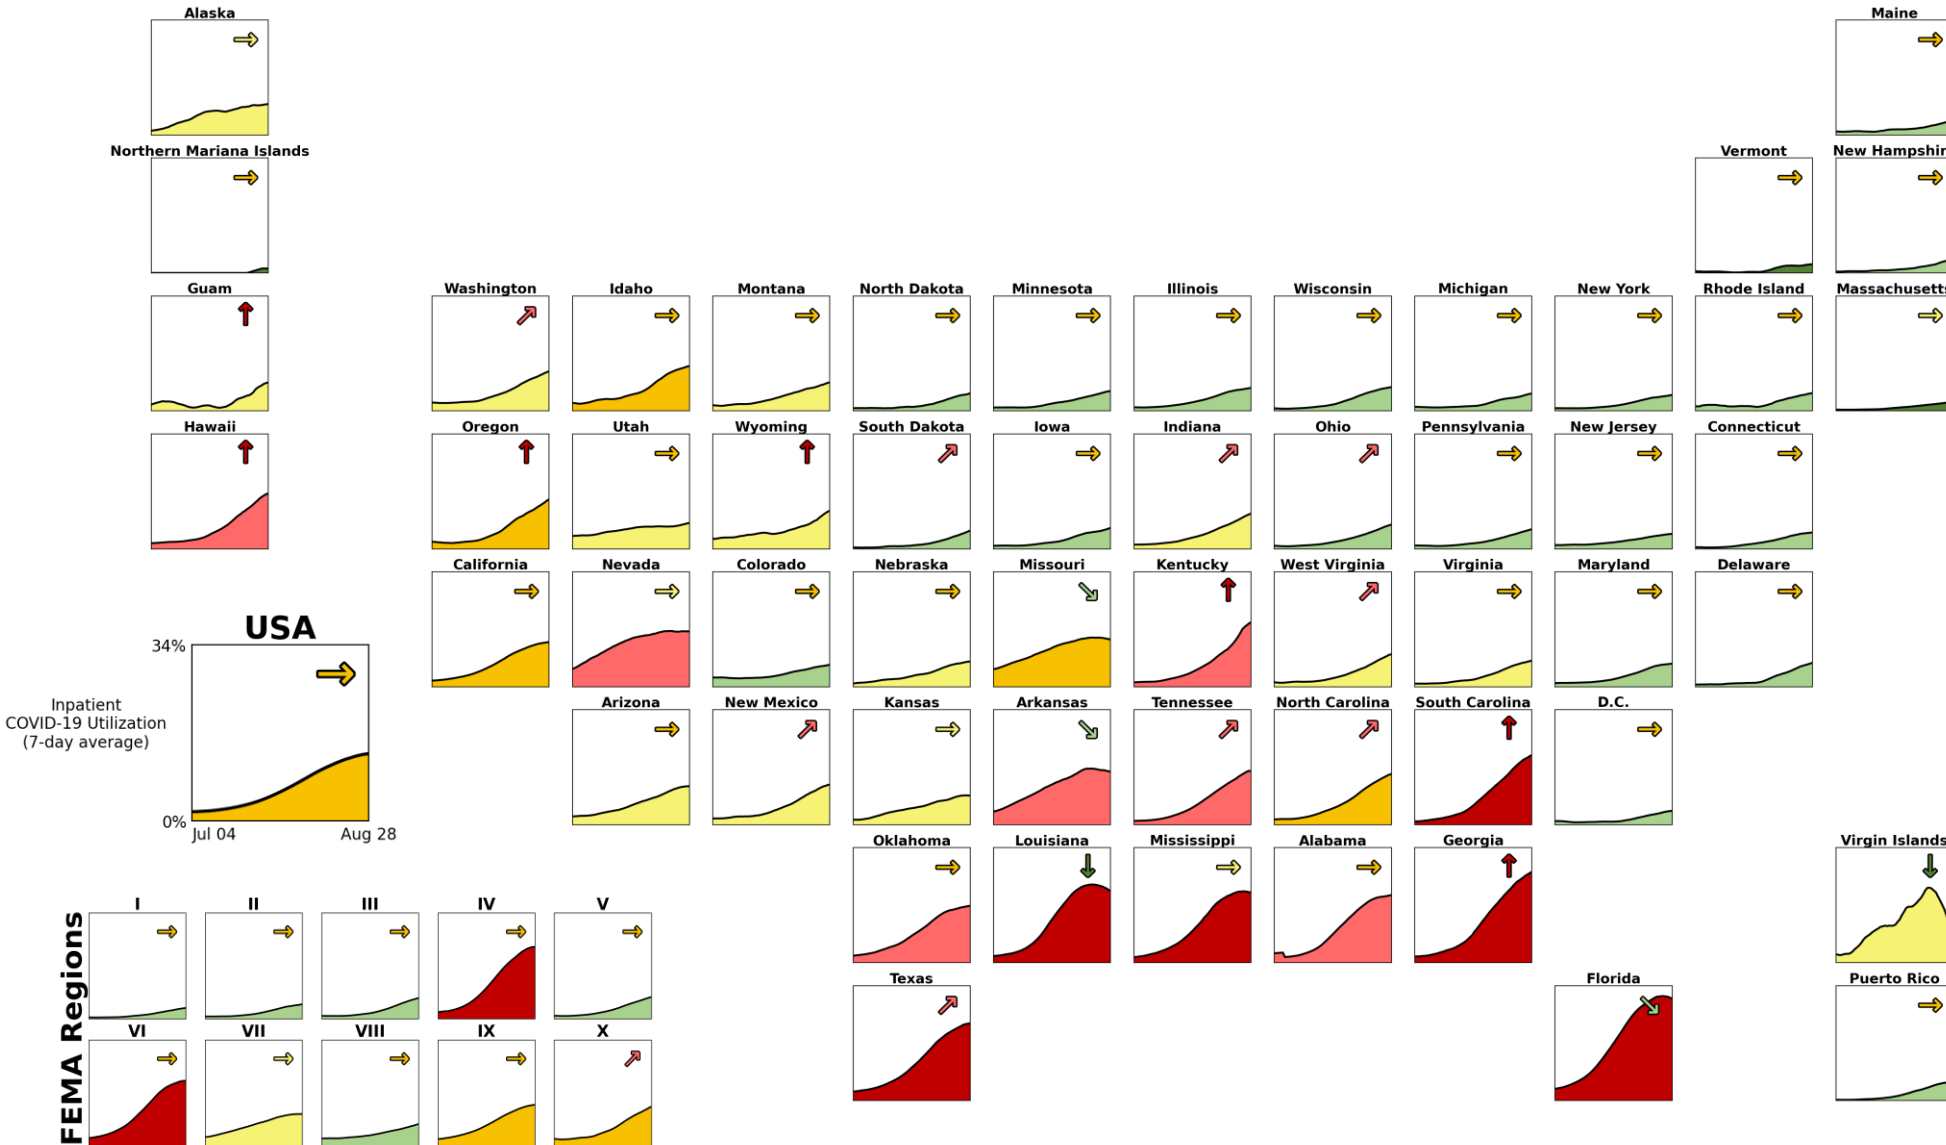 Alaska
Maine
Northern Mariana Islands
Vermont
New Hampshir
Guam
Washington
Idaho
Montana
North Dakota
Minnesota
Illinois
Wisconsin
Michigan
New York
Rhode Island
Massachusetts
Hawaii
Oregon
Utah
Wyoming
South Dakota
Iowa
Indiana
Ohio
Pennsylvania
New Jersey
Connecticut
California
Nevada
Colorado
Nebraska
Missouri
Kentucky
West Virginia
Virginia
Maryland
Delaware
USA
34%
Inpatient
COVID-19 Utilization
(7-day average)
0%
Jul 04
Aug 28
Arizona
New Mexico
Kansas
Arkansas
Tennessee
North Carolina
South Carolina
D.C.
Oklahoma
Louisiana
Mississippi
Alabama
Georgia
Virgin Islands
Texas
Florida
Puerto Rico
FEMA Regions
I
II
III
IV
V
VI
VII
VIII
IX
X